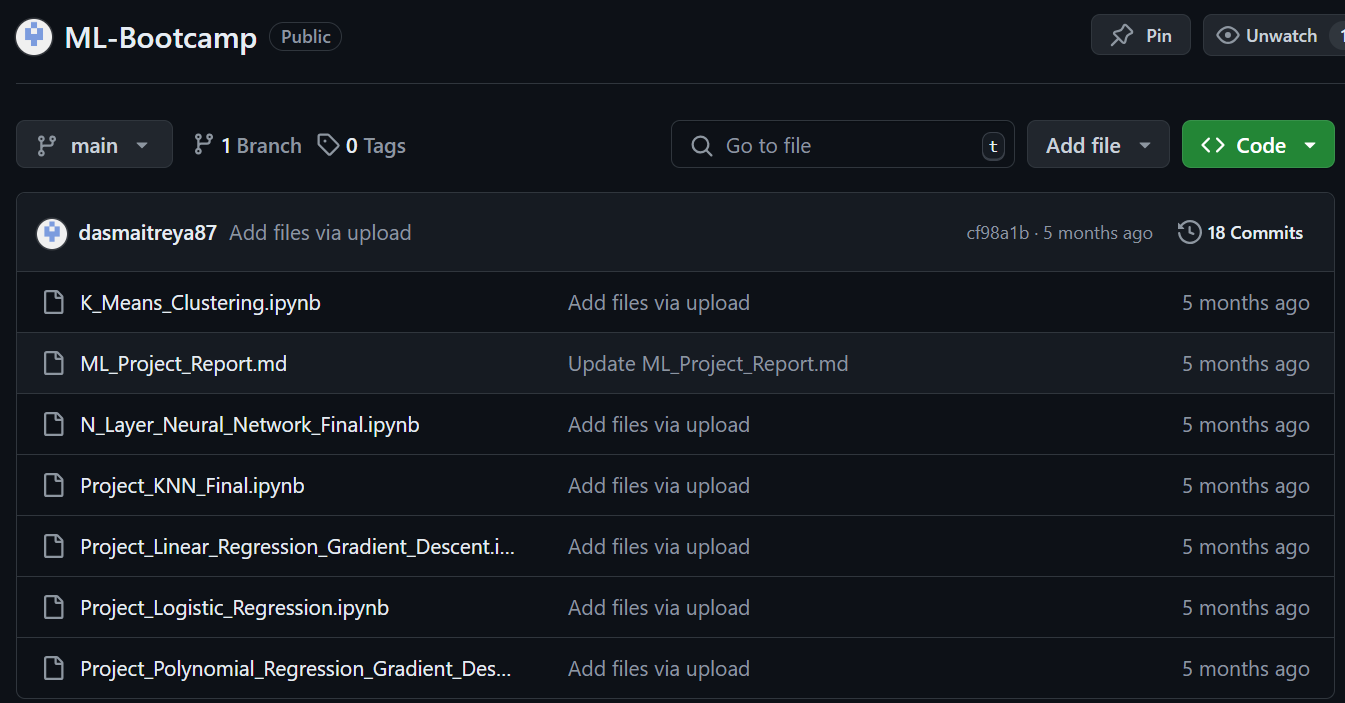 ML-Bootcamp Public Pin Unwatch 1
main 1 Branch 0 Tags Go to file t Add file Code
dasmaitreya87 Add files via upload cf98a1b · 5 months ago 18 Commits
K_Means_Clustering.ipynb Add files via upload 5 months ago
ML_Project_Report.md Update ML_Project_Report.md 5 months ago
N_Layer_Neural_Network_Final.ipynb Add files via upload 5 months ago
Project_KNN_Final.ipynb Add files via upload 5 months ago
Project_Linear_Regression_Gradient_Descent.i... Add files via upload 5 months ago
Project_Logistic_Regression.ipynb Add files via upload 5 months ago
Project_Polynomial_Regression_Gradient_Des... Add files via upload 5 months ago